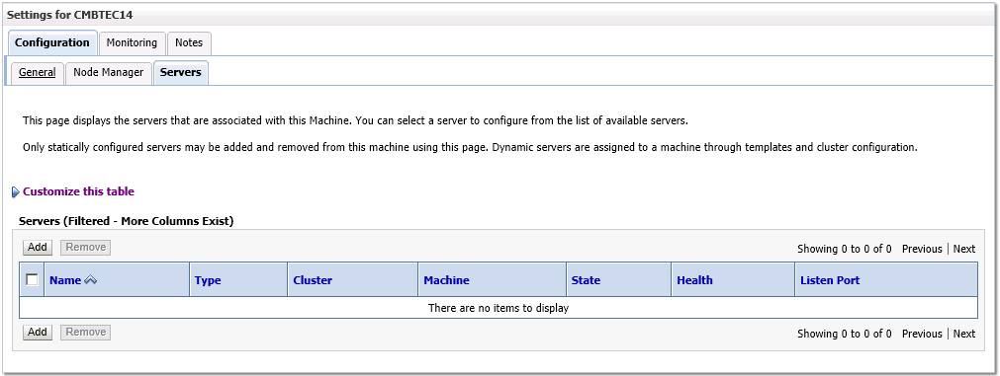 Settings for CMBTEC14
Configuration Monitoring Notes
General Node Manager Servers
This page displays the servers that are associated with this Machine. You can select a server to configure from the list of available servers.
Only statically configured servers may be added and removed from this machine using this page. Dynamic servers are assigned to a machine through templates and cluster configuration.
Customize this table
Servers (Filtered - More Columns Exist)
Add Remove Showing 0 to 0 of 0 Previous | Next
Name Type Cluster Machine State Health Listen Port
There are no items to display
Add Remove Showing 0 to 0 of 0 Previous | Next